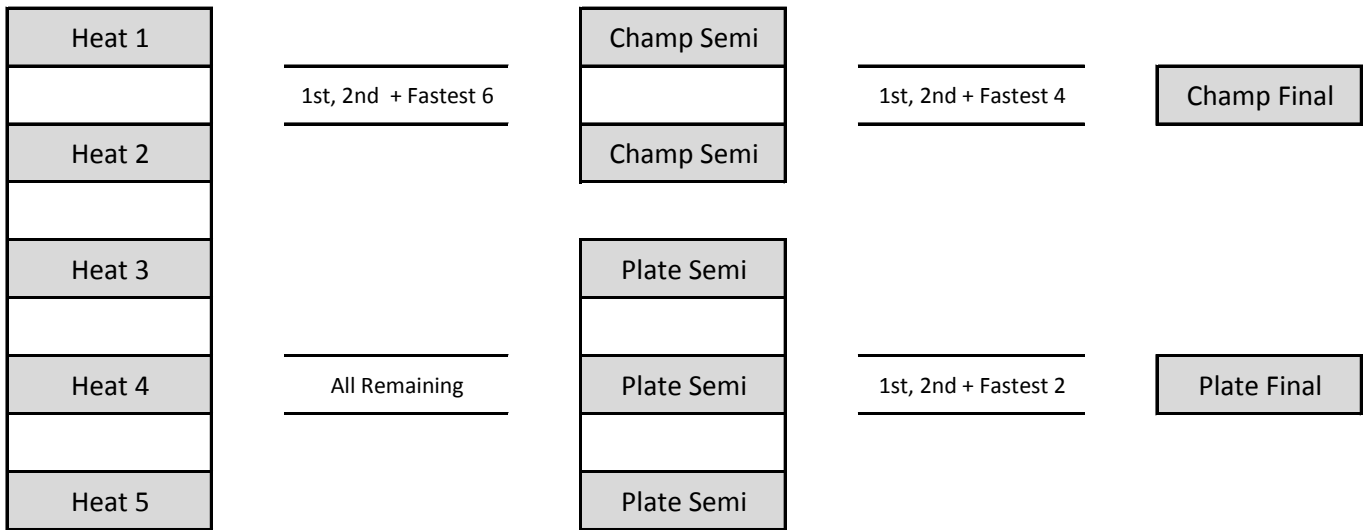 Heat 1
Champ Semi
1st, 2nd + Fastest 6
1st, 2nd + Fastest 4
Champ Final
Heat 2
Champ Semi
Heat 3
Plate Semi
Heat 4
All Remaining
Plate Semi
1st, 2nd + Fastest 2
Plate Final
Heat 5
Plate Semi